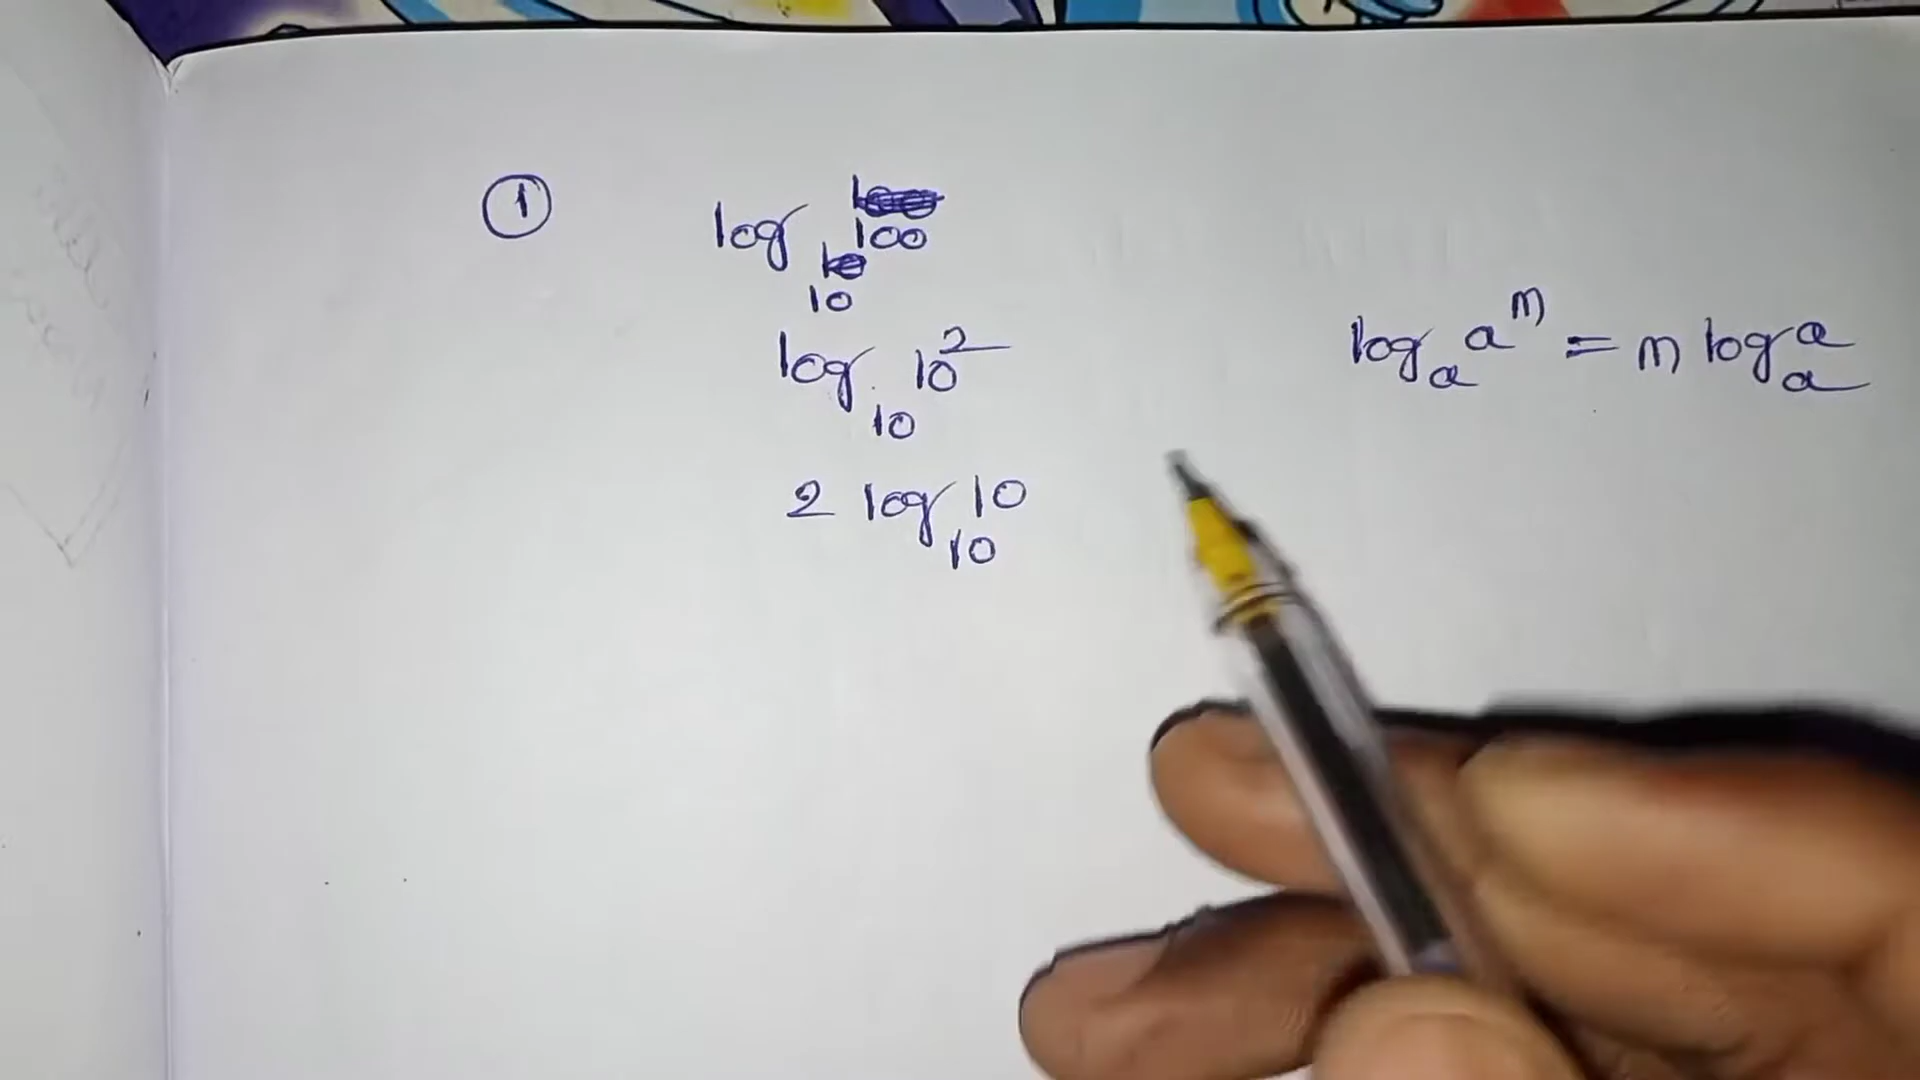 ① log₁₀ 100
log₁₀ 10²
logₐ aᵐ = m logₐ a
2 log₁₀ 10